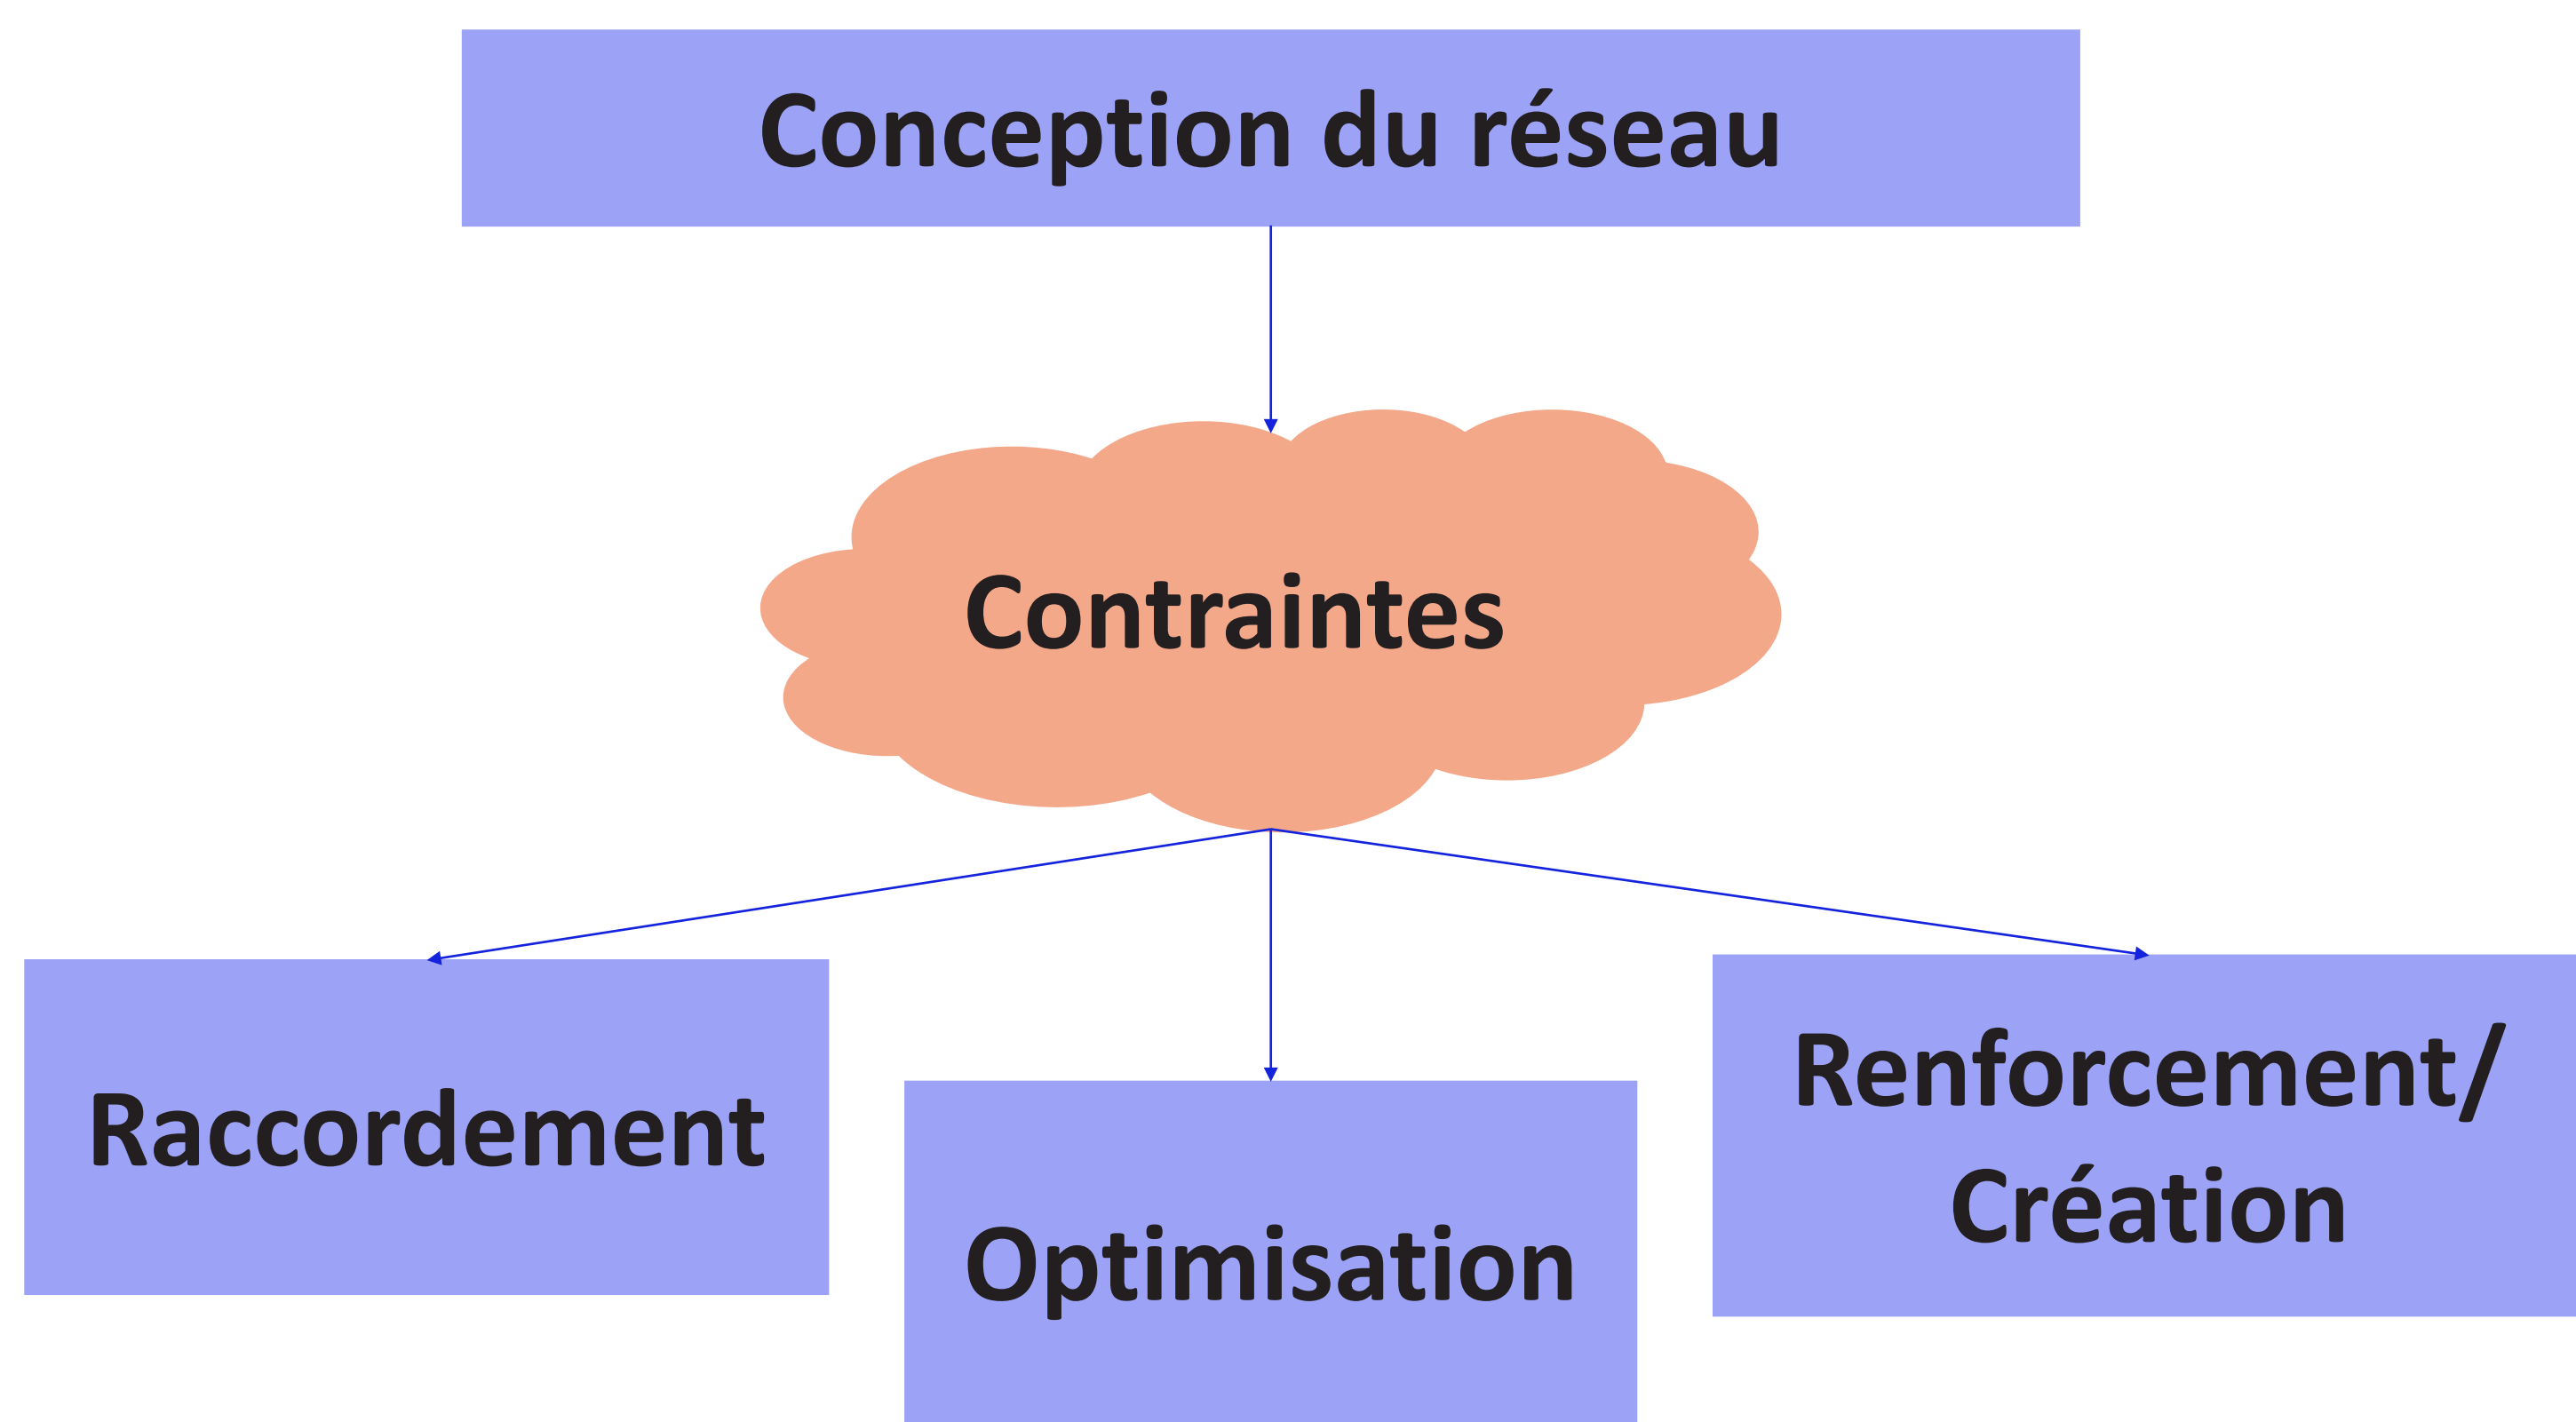 Conception du réseau
Contraintes
Raccordement
Optimisation
Renforcement/
Création